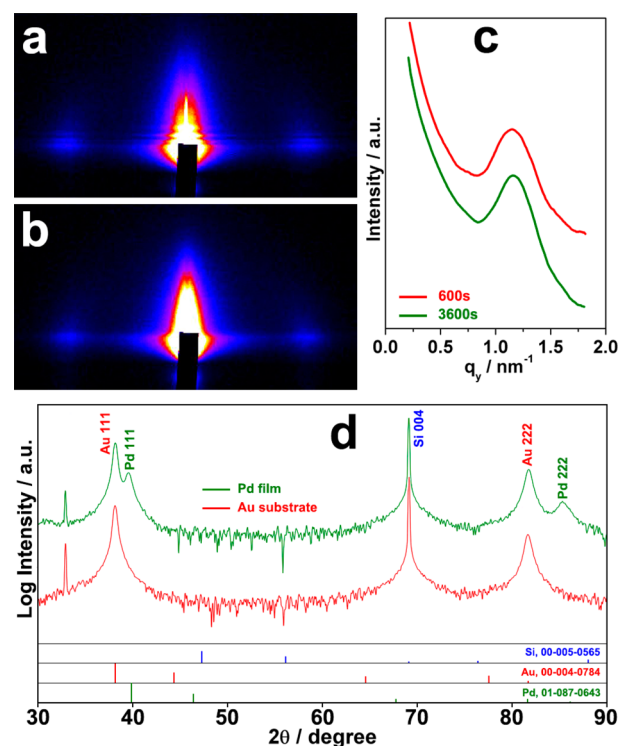 a
b
c
Intensity / a.u.
600s
3600s
0.0 0.5 1.0 1.5 2.0
q_y / nm⁻¹
d
Au 111
Pd 111
Si 004
Au 222
Pd 222
Pd film
Au substrate
Log Intensity / a.u.
Si, 00-005-0565
Au, 00-004-0784
Pd, 01-087-0643
30 40 50 60 70 80 90
2θ / degree